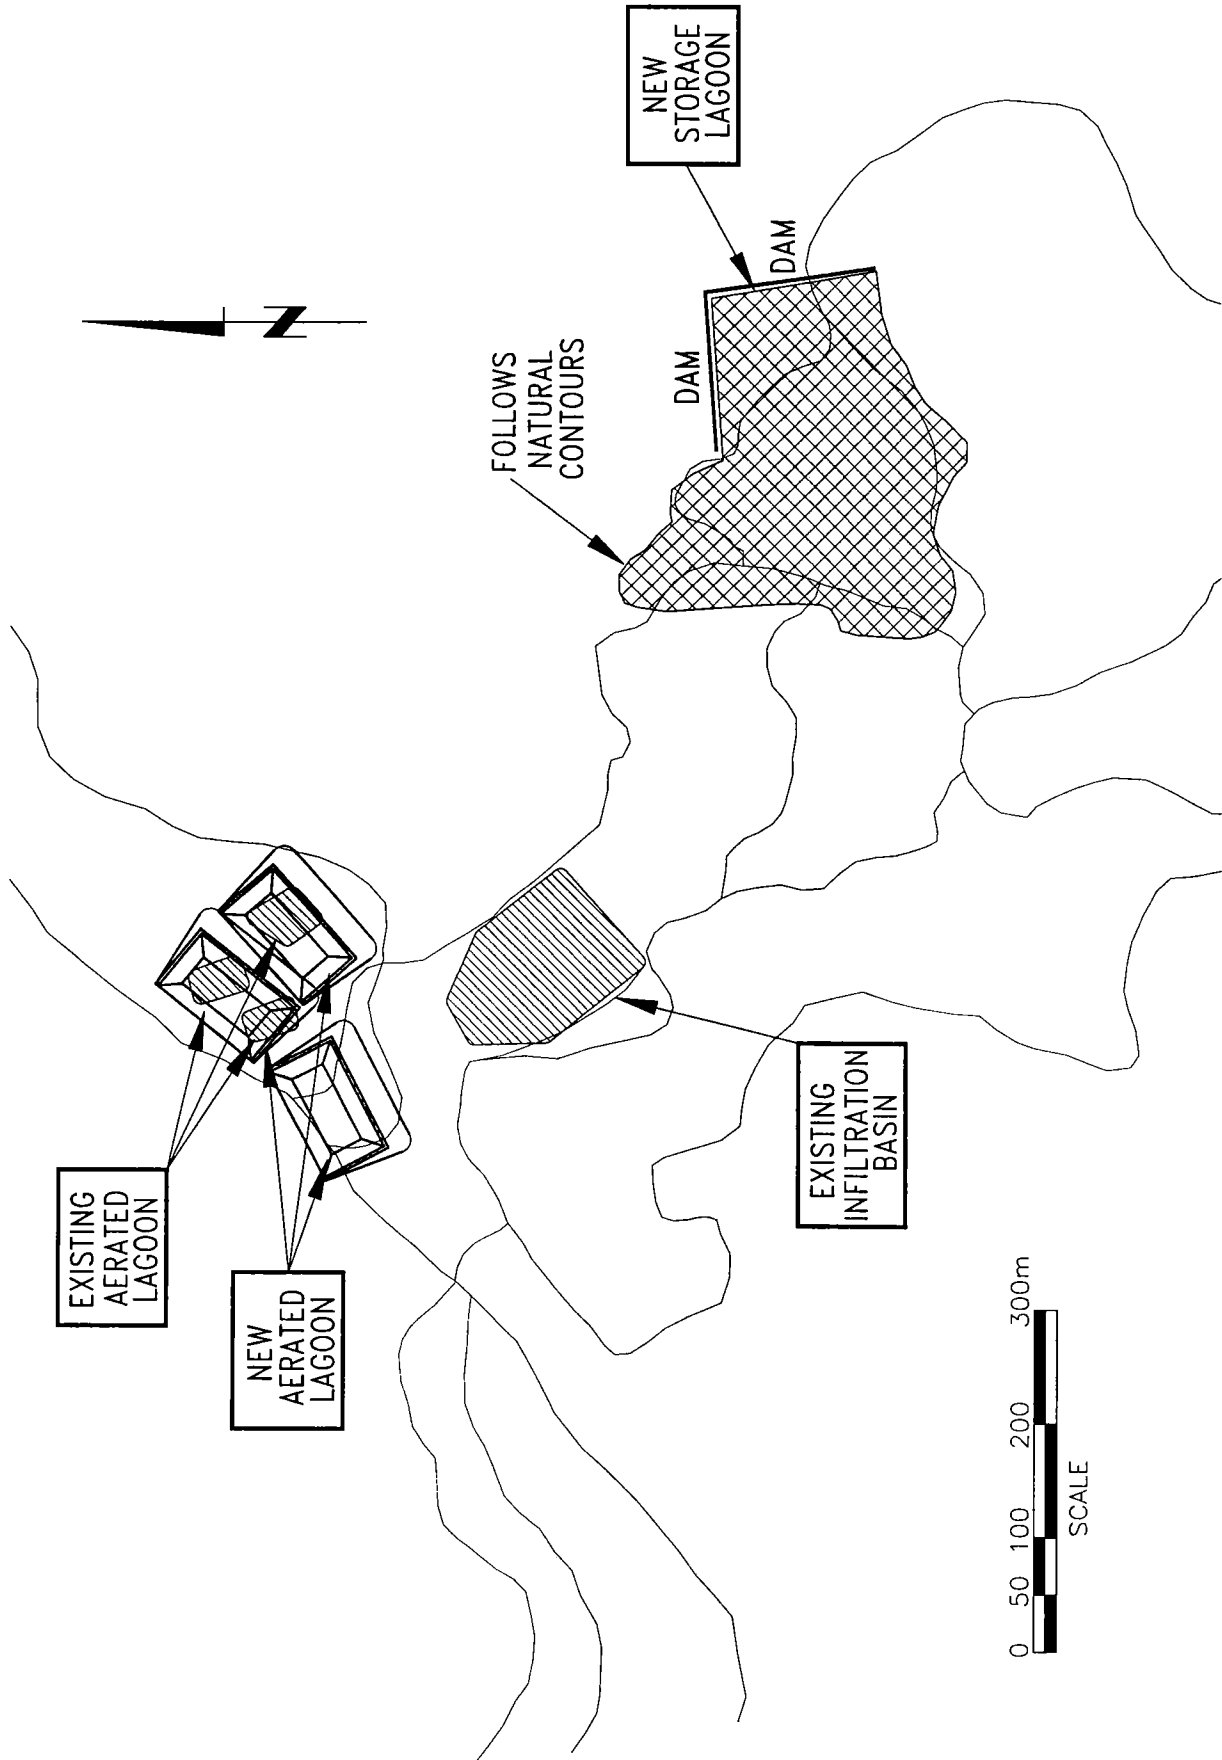 EXISTING
AERATED
LAGOON
NEW
AERATED
LAGOON
N
FOLLOWS
NATURAL
CONTOURS
DAM
DAM
NEW
STORAGE
LAGOON
EXISTING
INFILTRATION
BASIN
0 50 100 200 300m
SCALE